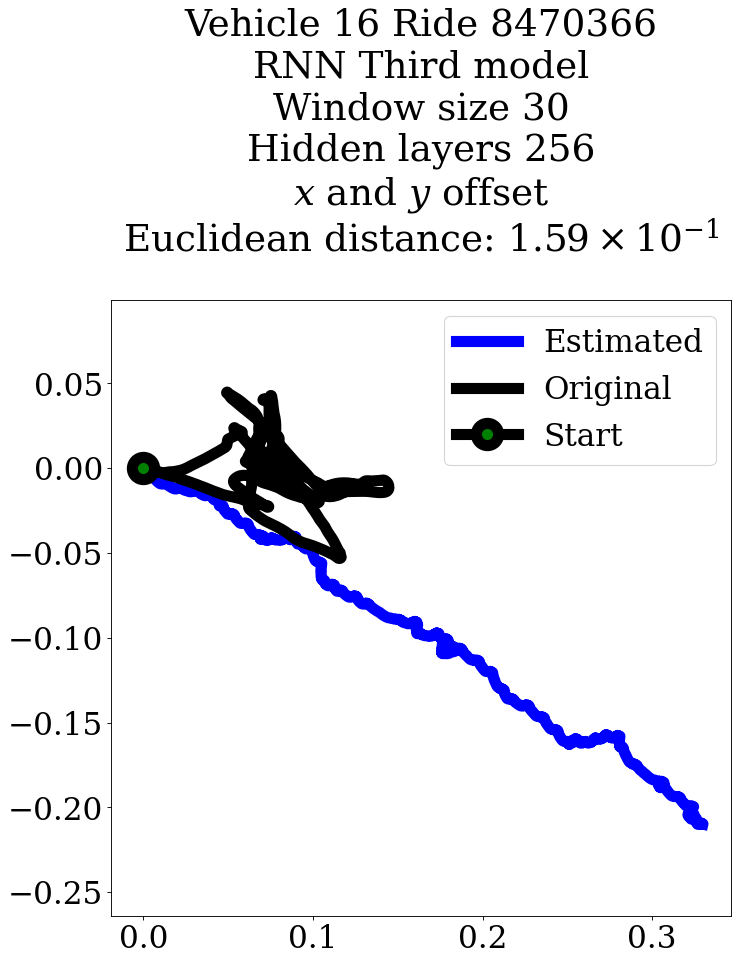 Vehicle 16 Ride 8470366
RNN Third model
Window size 30
Hidden layers 256
x and y offset
Euclidean distance: 1.59 × 10⁻¹
Estimated
Original
Start
0.05
0.00
−0.05
−0.10
−0.15
−0.20
−0.25
0.0 0.1 0.2 0.3